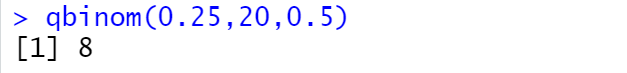 > qbinom(0.25,20,0.5)
[1] 8